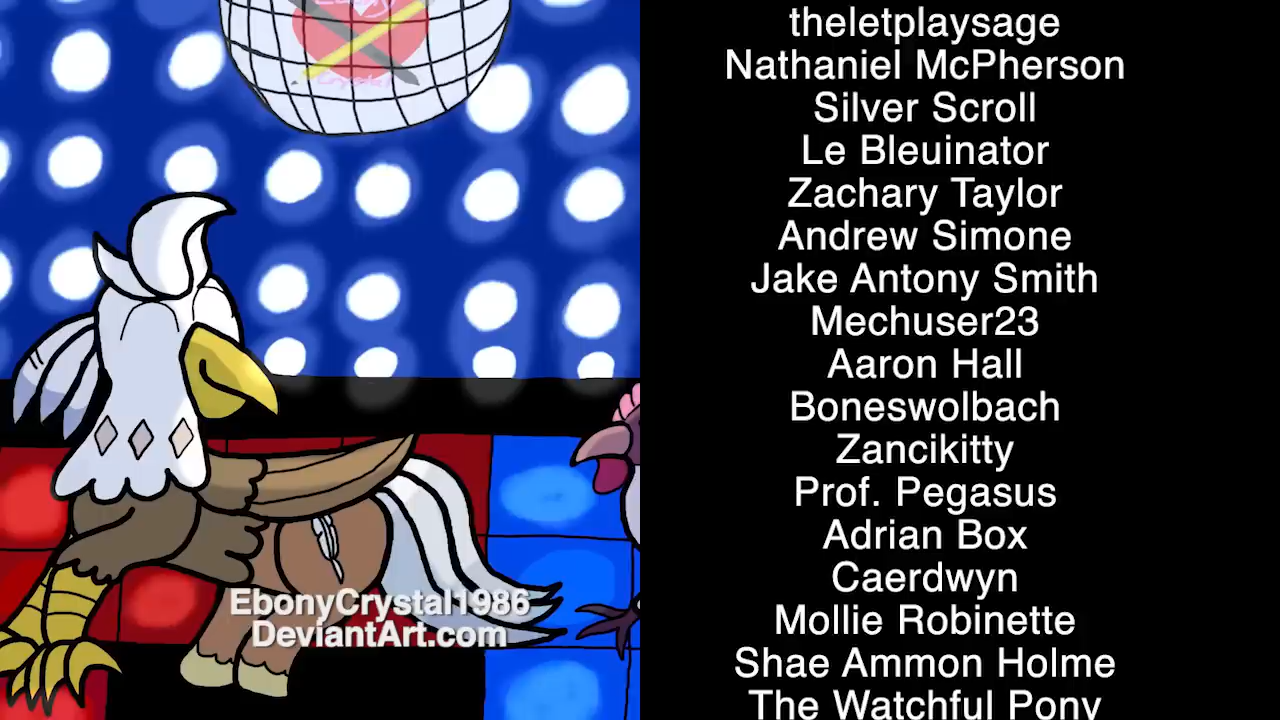 EbonyCrystal1986
DeviantArt.com
theletplaysage
Nathaniel McPherson
Silver Scroll
Le Bleuinator
Zachary Taylor
Andrew Simone
Jake Antony Smith
Mechuser23
Aaron Hall
Boneswolbach
Zancikitty
Prof. Pegasus
Adrian Box
Caerdwyn
Mollie Robinette
Shae Ammon Holme
The Watchful Pony